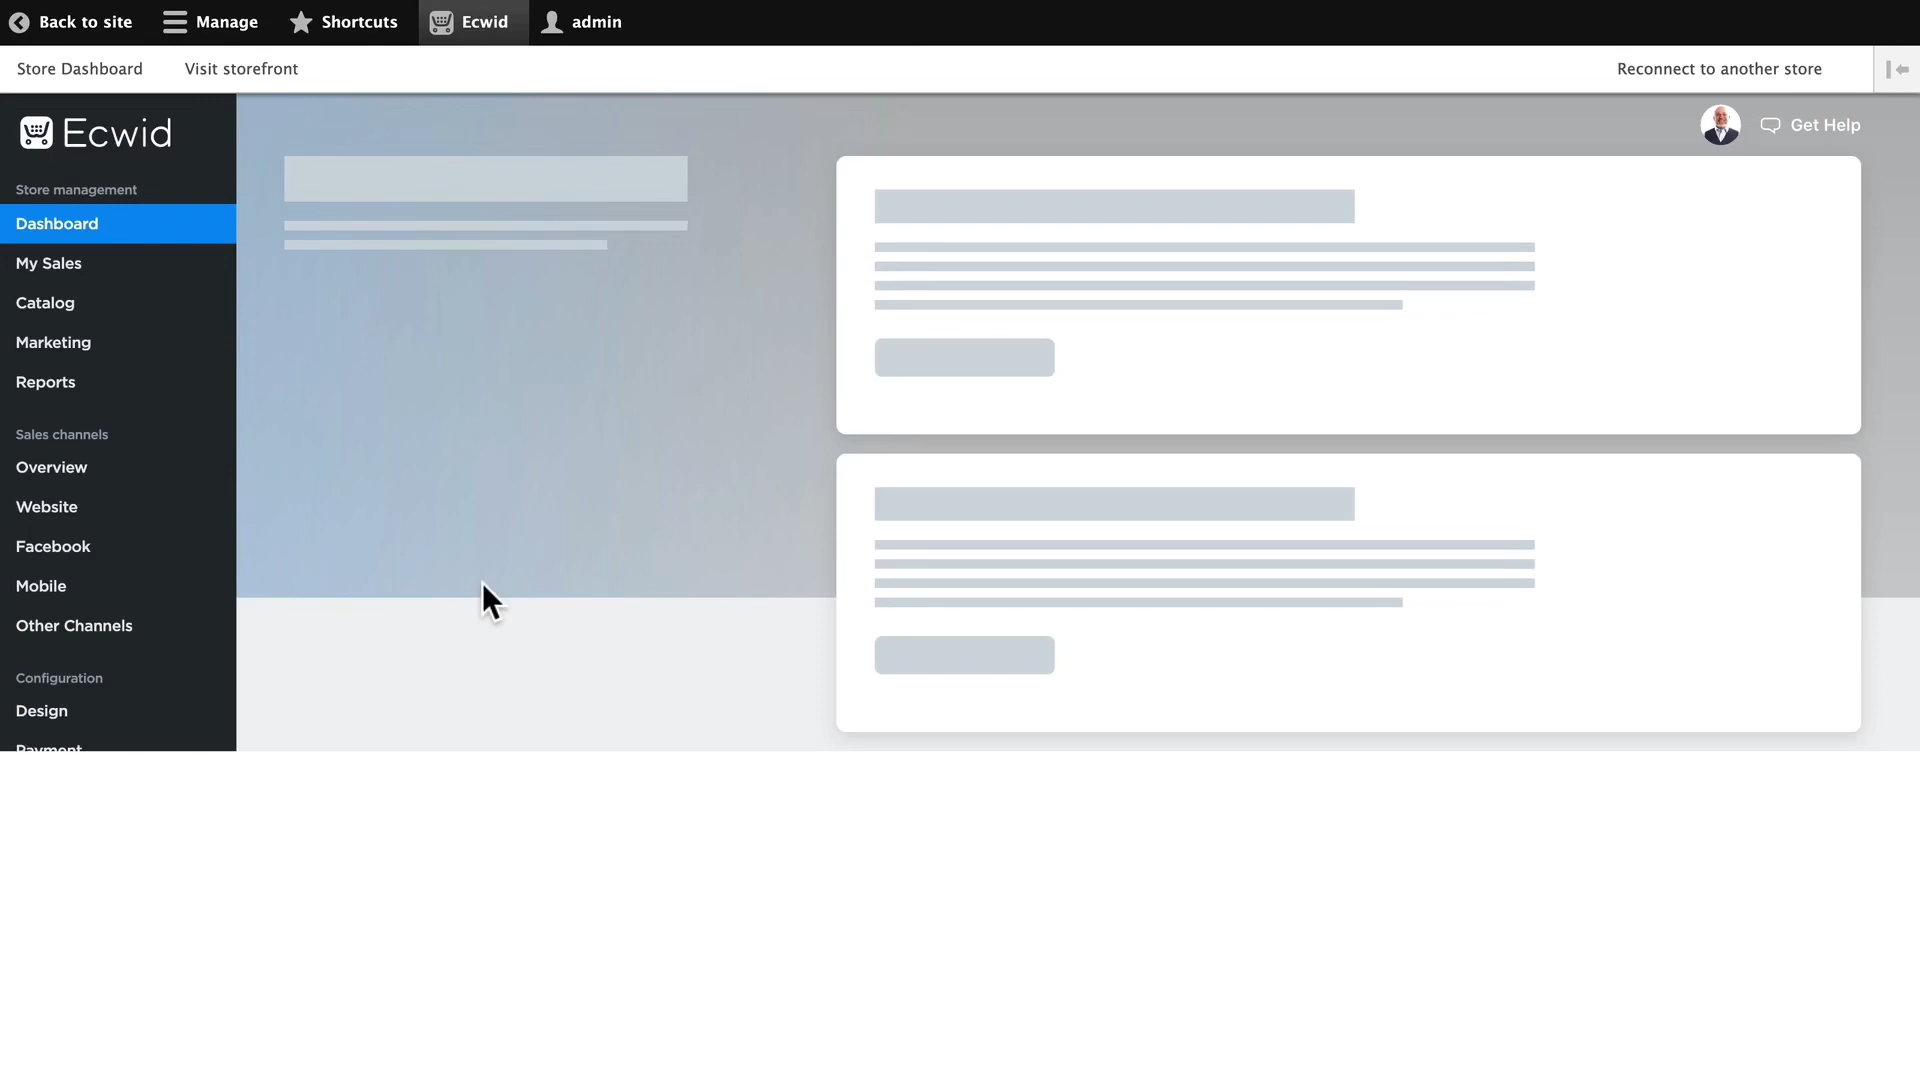 Back to site
Manage
Shortcuts
Ecwid
admin
Store Dashboard
Visit storefront
Reconnect to another store
Ecwid
Get Help
Store management
Dashboard
My Sales
Catalog
Marketing
Reports
Sales channels
Overview
Website
Facebook
Mobile
Other Channels
Configuration
Design
Payment